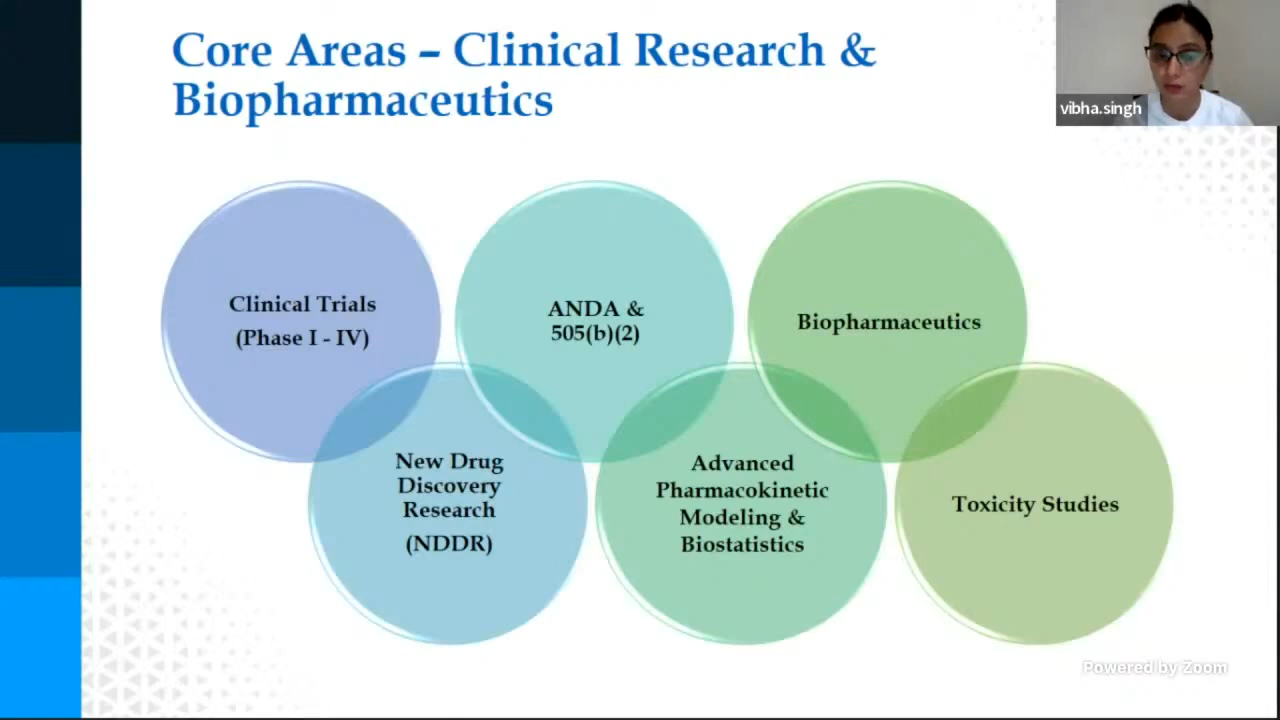 Core Areas – Clinical Research &
Biopharmaceutics
vibha.singh
Clinical Trials
(Phase I - IV)
ANDA &
505(b)(2)
Biopharmaceutics
New Drug
Discovery
Research
(NDDR)
Advanced
Pharmacokinetic
Modeling &
Biostatistics
Toxicity Studies
Powered by Zoom